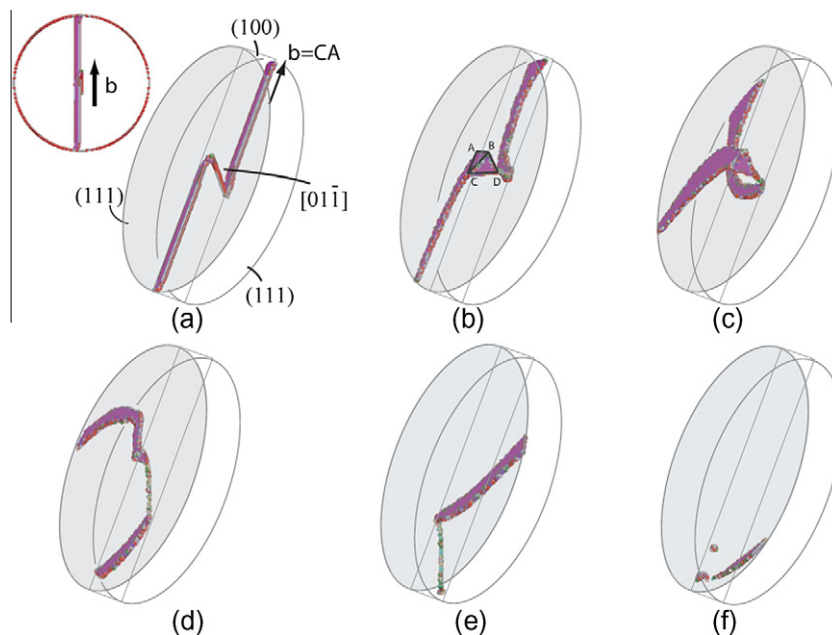 (100)
b=CA
b
(111)
[011̄]
(111)
A B
C D
(a) (b) (c)
(d) (e) (f)